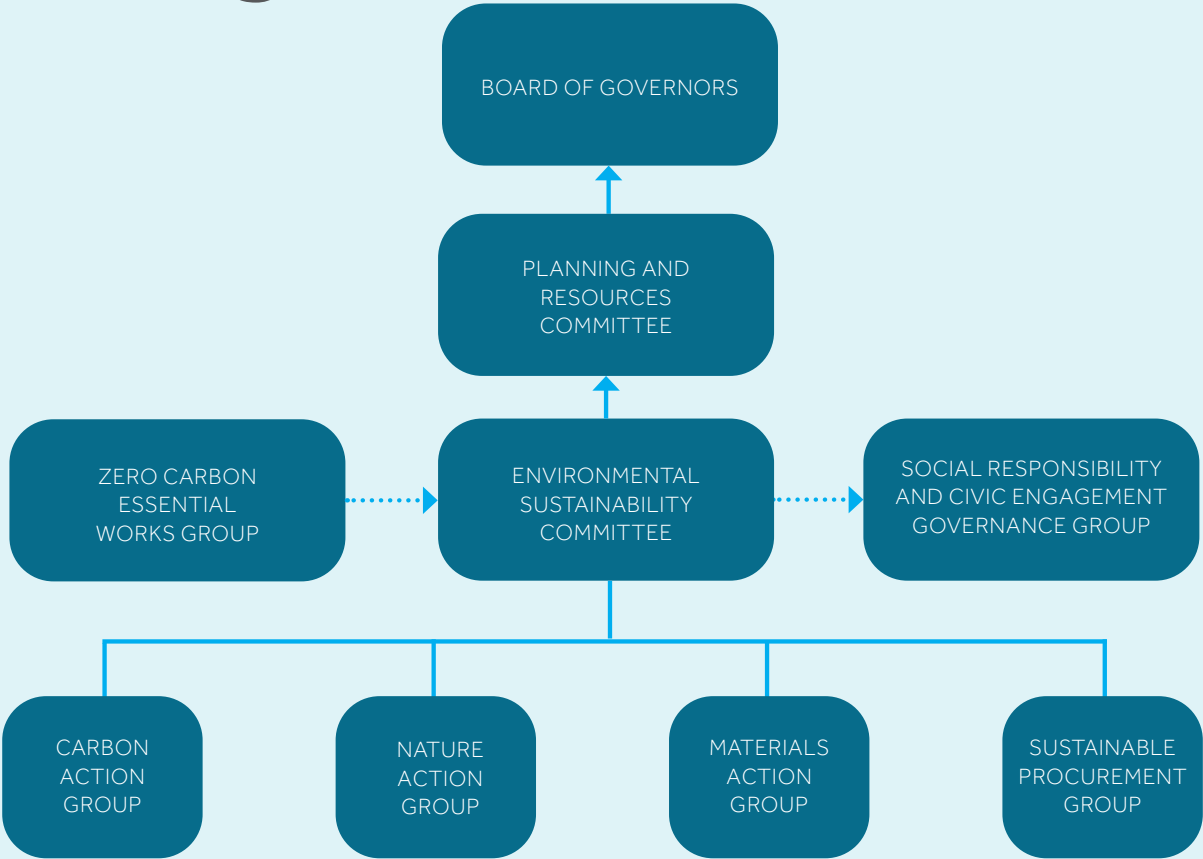 BOARD OF GOVERNORS
PLANNING AND
RESOURCES
COMMITTEE
ZERO CARBON
ESSENTIAL
WORKS GROUP
ENVIRONMENTAL
SUSTAINABILITY
COMMITTEE
SOCIAL RESPONSIBILITY
AND CIVIC ENGAGEMENT
GOVERNANCE GROUP
CARBON
ACTION
GROUP
NATURE
ACTION
GROUP
MATERIALS
ACTION
GROUP
SUSTAINABLE
PROCUREMENT
GROUP